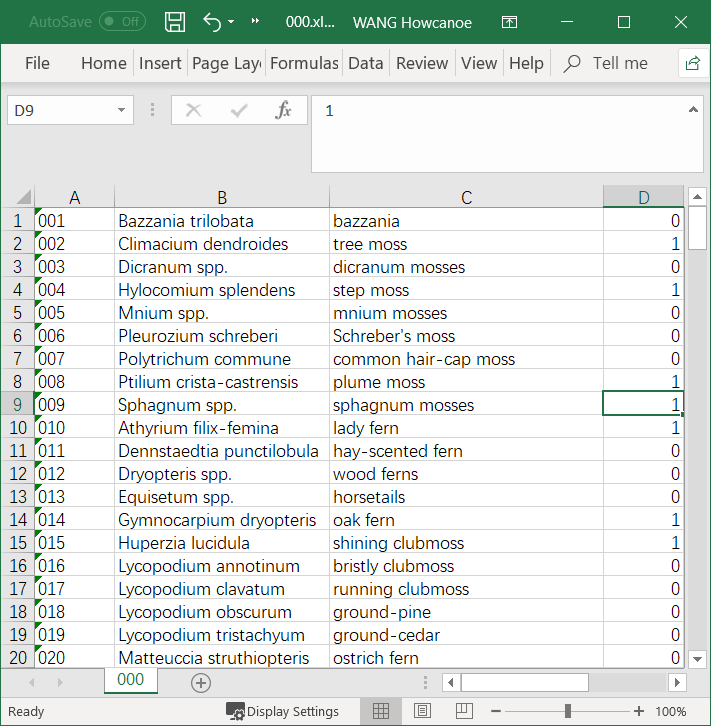 AutoSave Off 000.xl... WANG Howcanoe
File Home Insert Page Lay Formulas Data Review View Help Tell me
D9 fx 1
A B C D
1 001 Bazzania trilobata bazzania 0
2 002 Climacium dendroides tree moss 1
3 003 Dicranum spp. dicranum mosses 0
4 004 Hylocomium splendens step moss 1
5 005 Mnium spp. mnium mosses 0
6 006 Pleurozium schreberi Schreber's moss 0
7 007 Polytrichum commune common hair-cap moss 0
8 008 Ptilium crista-castrensis plume moss 1
9 009 Sphagnum spp. sphagnum mosses 1
10 010 Athyrium filix-femina lady fern 1
11 011 Dennstaedtia punctilobula hay-scented fern 0
12 012 Dryopteris spp. wood ferns 0
13 013 Equisetum spp. horsetails 0
14 014 Gymnocarpium dryopteris oak fern 1
15 015 Huperzia lucidula shining clubmoss 1
16 016 Lycopodium annotinum bristly clubmoss 0
17 017 Lycopodium clavatum running clubmoss 0
18 018 Lycopodium obscurum ground-pine 0
19 019 Lycopodium tristachyum ground-cedar 0
20 020 Matteuccia struthiopteris ostrich fern 0
000
Ready Display Settings 100%